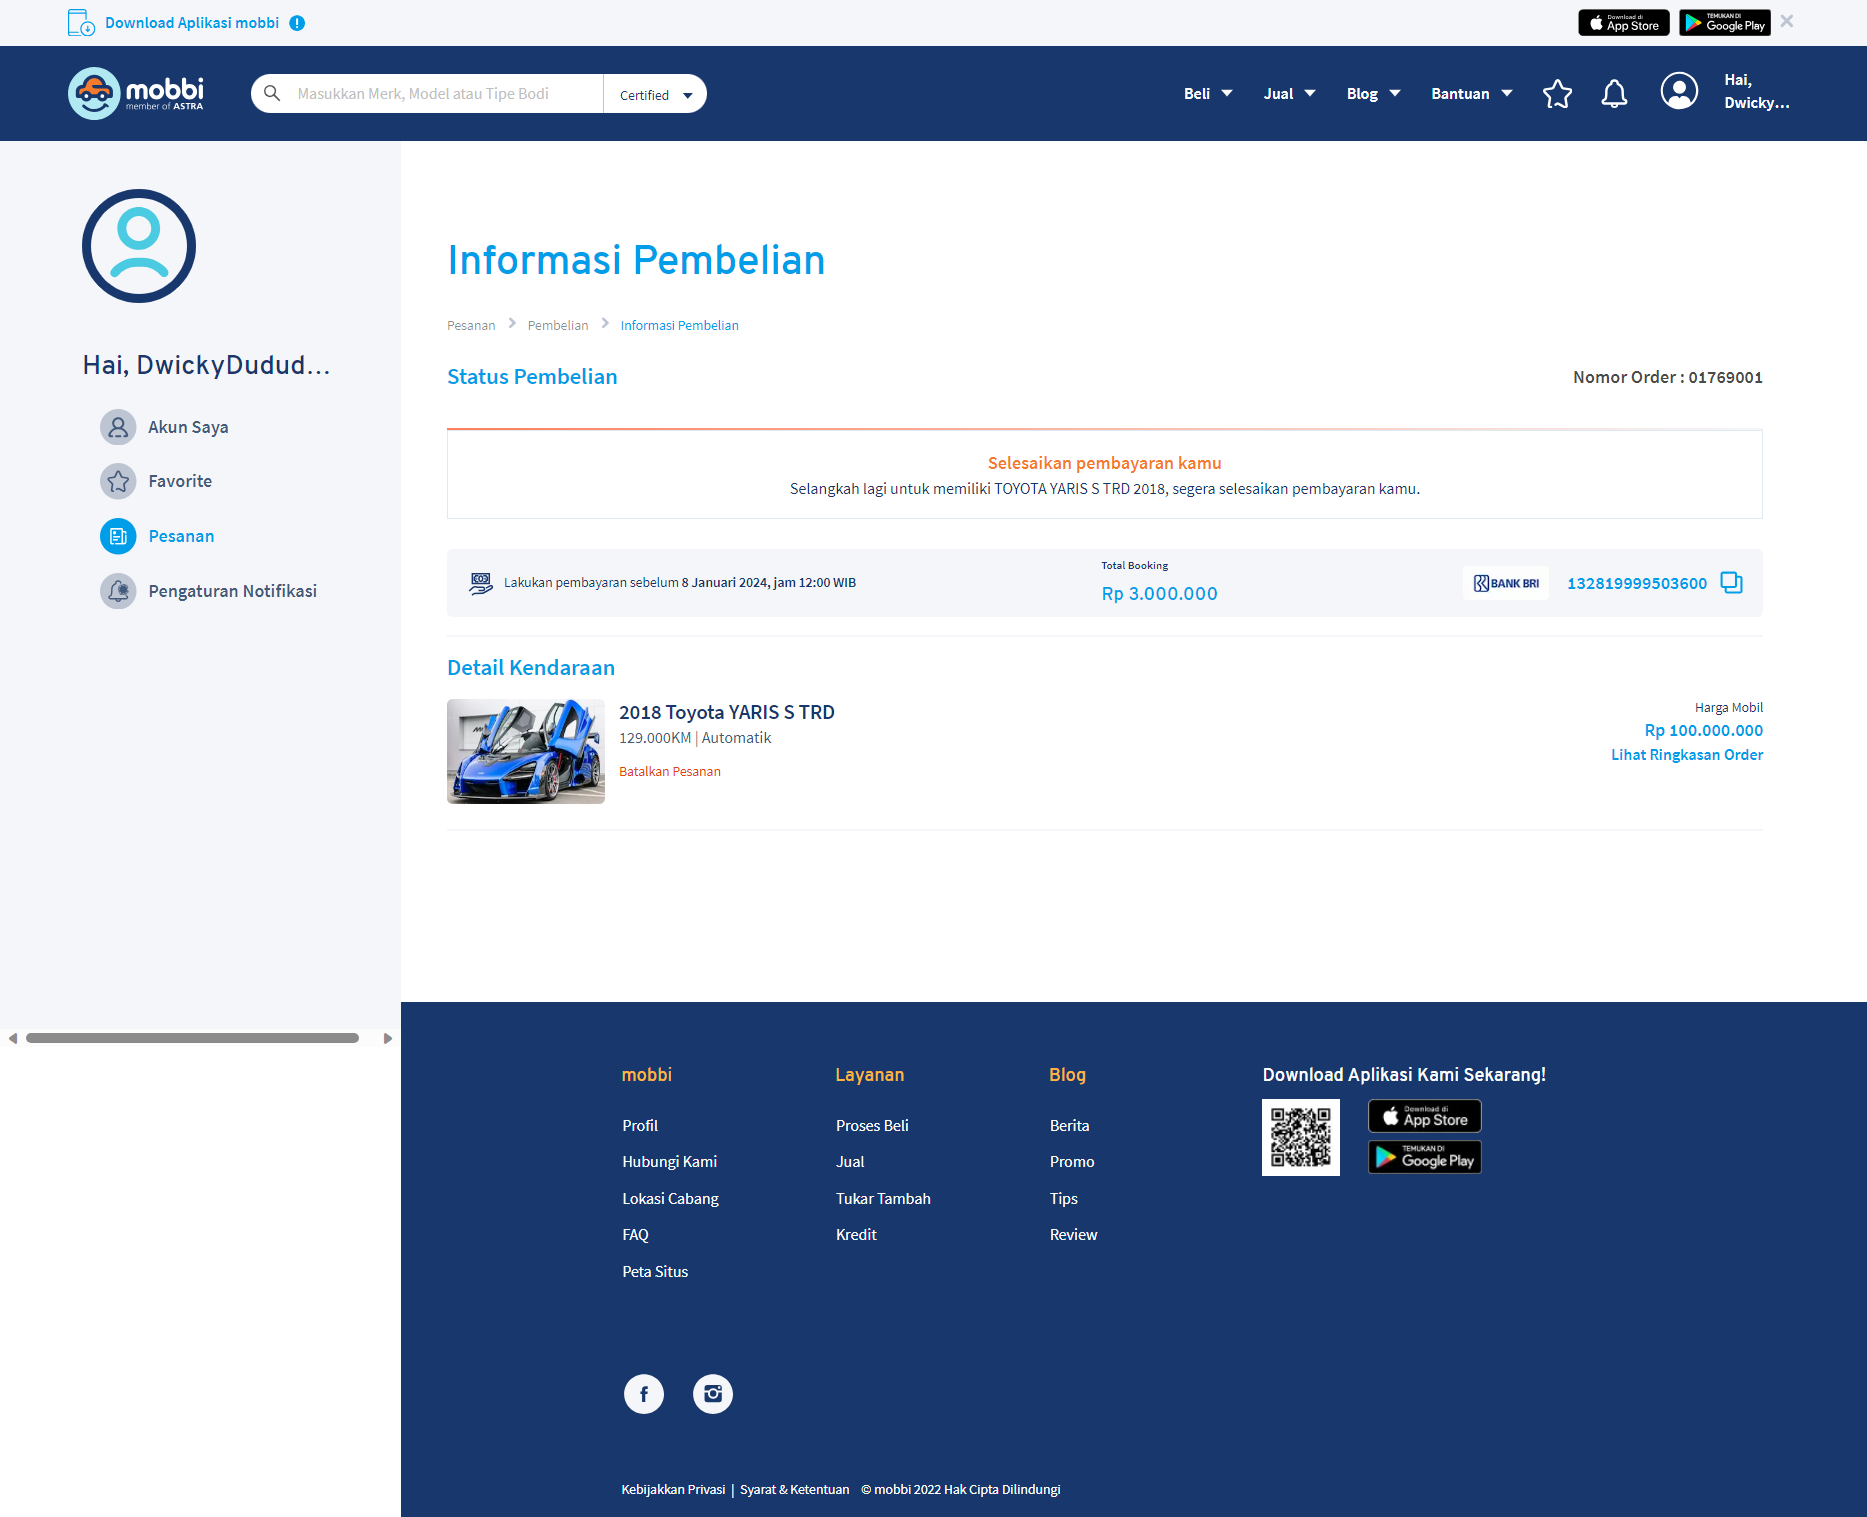 Download Aplikasi mobbi
Download di
App Store
TEMUKAN DI
Google Play
mobbi
member of ASTRA
Masukkan Merk, Model atau Tipe Bodi
Certified
Beli
Jual
Blog
Bantuan
Hai,
Dwicky...
Hai, DwickyDudud...
Akun Saya
Favorite
Pesanan
Pengaturan Notifikasi
Informasi Pembelian
Pesanan > Pembelian > Informasi Pembelian
Status Pembelian
Nomor Order : 01769001
Selesaikan pembayaran kamu
Selangkah lagi untuk memiliki TOYOTA YARIS S TRD 2018, segera selesaikan pembayaran kamu.
Lakukan pembayaran sebelum 8 Januari 2024, jam 12:00 WIB
Total Booking
Rp 3.000.000
BANK BRI
132819999503600
Detail Kendaraan
2018 Toyota YARIS S TRD
129.000KM | Automatik
Batalkan Pesanan
Harga Mobil
Rp 100.000.000
Lihat Ringkasan Order
mobbi
Profil
Hubungi Kami
Lokasi Cabang
FAQ
Peta Situs
Layanan
Proses Beli
Jual
Tukar Tambah
Kredit
Blog
Berita
Promo
Tips
Review
Download Aplikasi Kami Sekarang!
Download di
App Store
TEMUKAN DI
Google Play
Kebijakkan Privasi | Syarat & Ketentuan © mobbi 2022 Hak Cipta Dilindungi